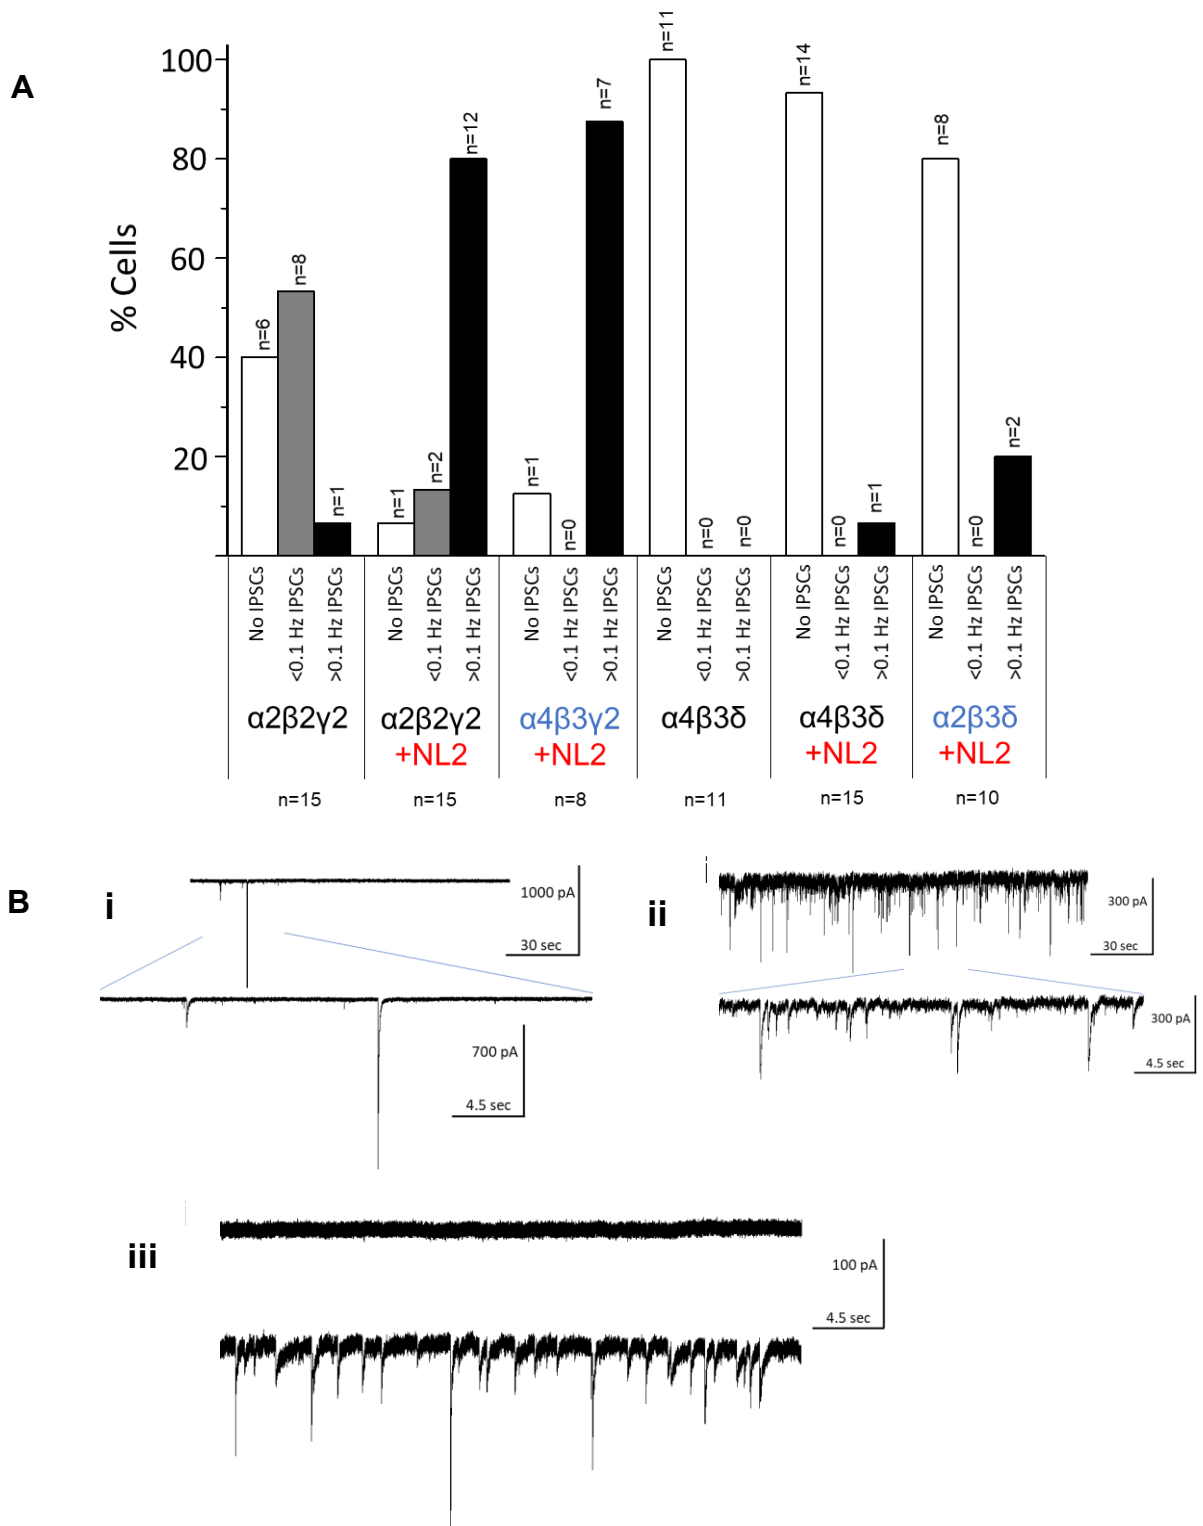 A
% Cells
100
80
60
40
20
n=6
n=8
n=1
n=1
n=2
n=12
n=1
n=0
n=7
n=11
n=0
n=0
n=14
n=0
n=1
n=8
n=0
n=2
No IPSCs
<0.1 Hz IPSCs
>0.1 Hz IPSCs
No IPSCs
<0.1 Hz IPSCs
>0.1 Hz IPSCs
No IPSCs
<0.1 Hz IPSCs
>0.1 Hz IPSCs
No IPSCs
<0.1 Hz IPSCs
>0.1 Hz IPSCs
No IPSCs
<0.1 Hz IPSCs
>0.1 Hz IPSCs
No IPSCs
<0.1 Hz IPSCs
>0.1 Hz IPSCs
α2β2γ2
α2β2γ2
+NL2
α4β3γ2
+NL2
α4β3δ
α4β3δ
+NL2
α2β3δ
+NL2
n=15
n=15
n=8
n=11
n=15
n=10
B
i
1000 pA
30 sec
700 pA
4.5 sec
ii
300 pA
30 sec
300 pA
4.5 sec
iii
100 pA
4.5 sec